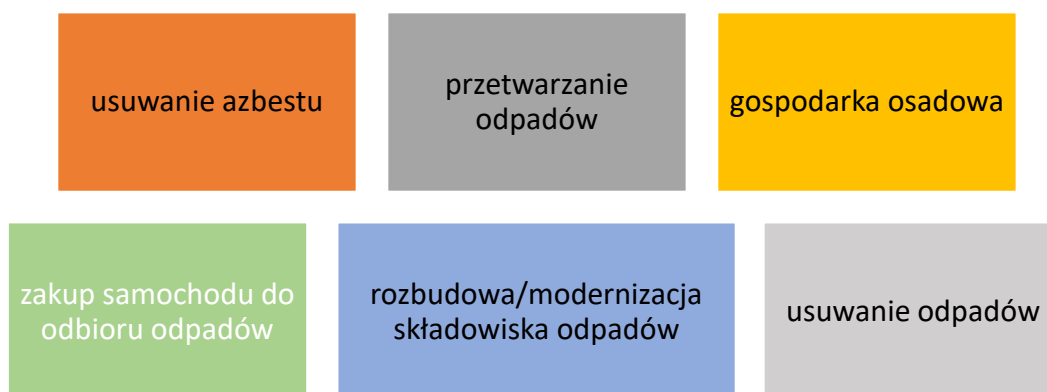 usuwanie azbestu
przetwarzanie
odpadów
gospodarka osadowa
zakup samochodu do
odbioru odpadów
rozbudowa/modernizacja
składowiska odpadów
usuwanie odpadów